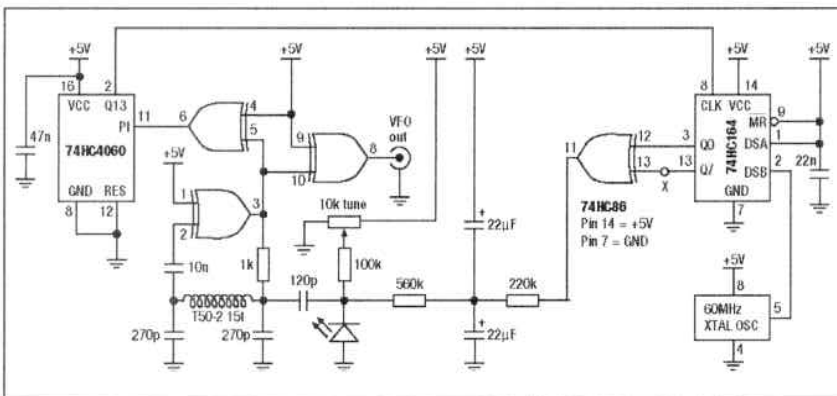 +5V
+5V
+5V
+5V
+5V
+5V
16
2
8
14
VCC
Q13
CLK
VCC
47n
PI
11
6
4
5
VFO
out
9
10
8
74HC4060
+5V
GND
RES
8
12
1
2
3
10k tune
11
12
13
3
13
X
Q0
Q7
74HC164
MR
9
DSA
1
DSB
2
22n
GND
7
74HC86
Pin 14 = +5V
Pin 7 = GND
+
22µF
10n
1k
120p
100k
560k
220k
T50-2 15t
270p
270p
+
22µF
+5V
8
60MHz
XTAL OSC
5
4